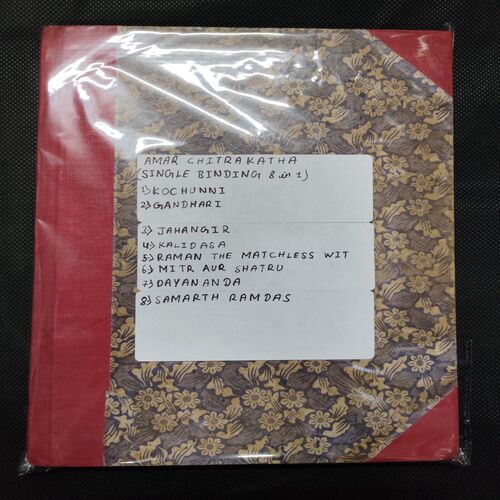 AMAR CHITRAKATHA
(SINGLE BINDING 8 in 1)
1) KOCHUNNI
2) GANDHARI
3) JAHANGIR
4) KALIDASA
5) RAMAN THE MATCHLESS WIT
6) MITR AUR SHATRU
7) DAYANANDA
8) SAMARTH RAMDAS